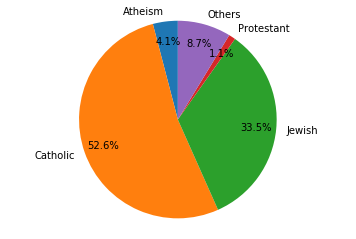 Atheism
Others
Protestant
4.1%
8.7%
1.1%
Jewish
33.5%
Catholic
52.6%